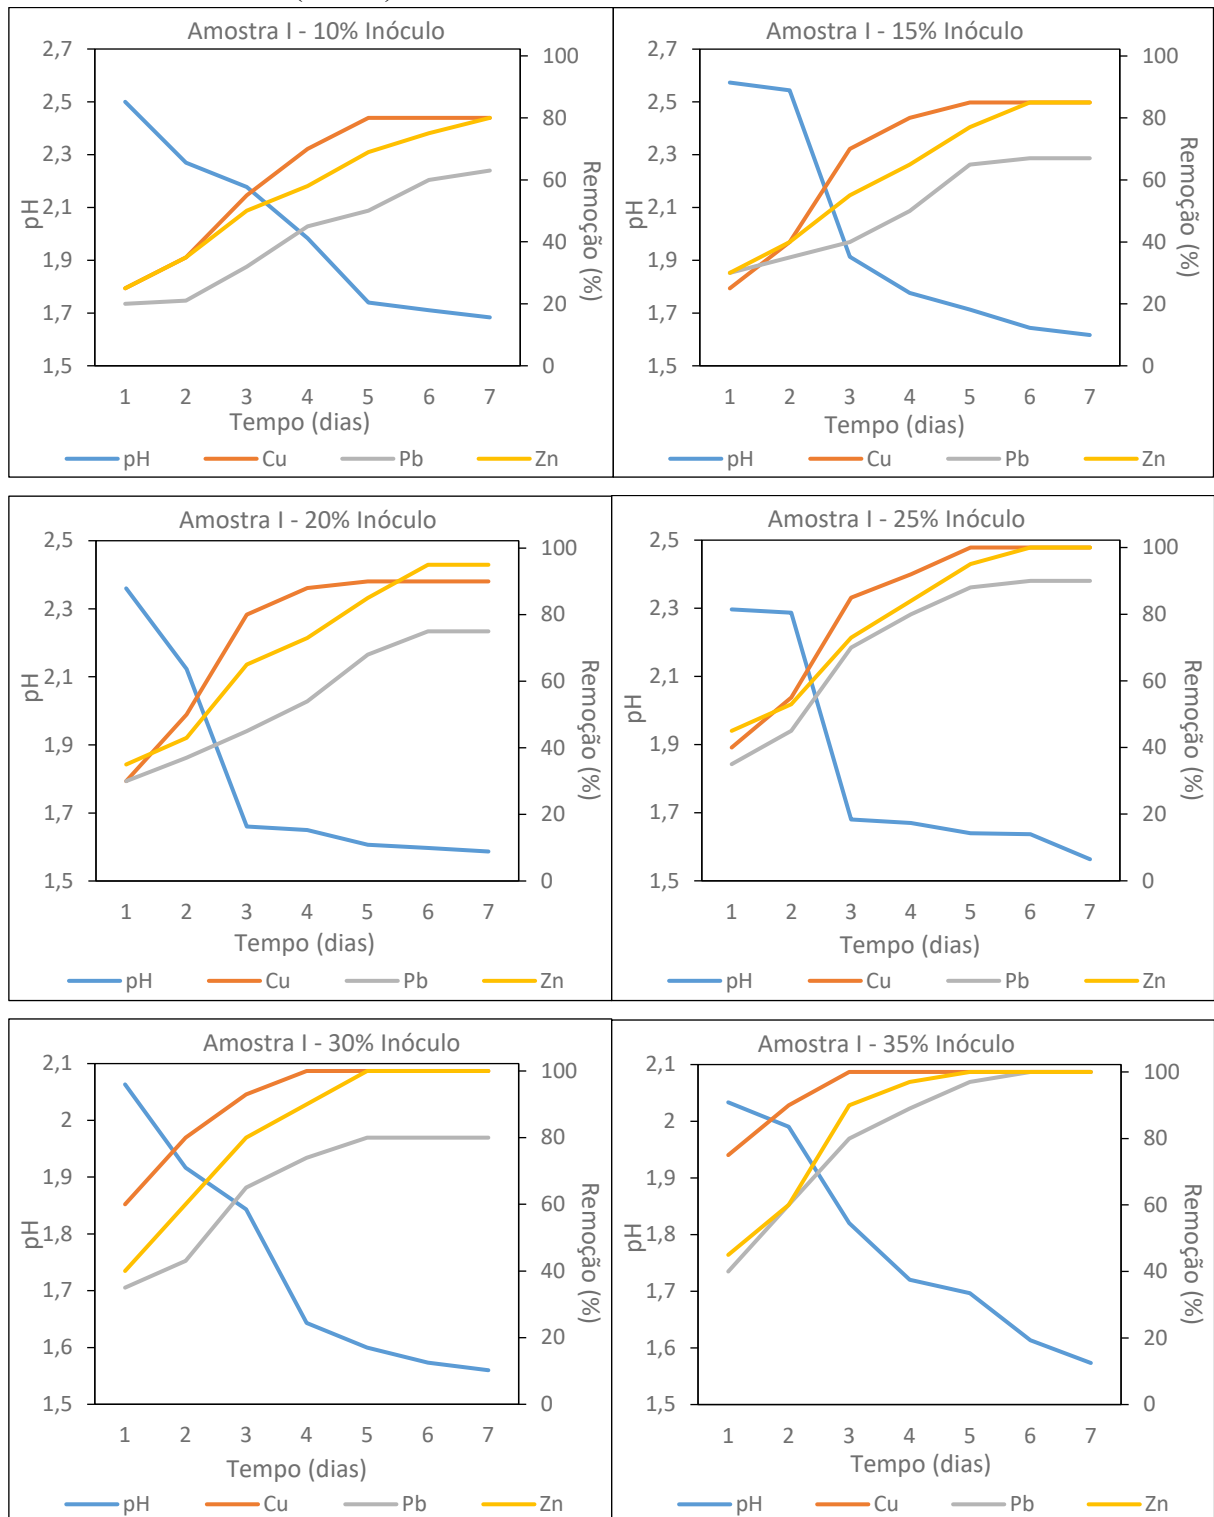 Amostra I - 10% Inóculo
2,7
2,5
2,3
2,1
1,9
1,7
1,5
pH
100
80
60
40
20
0
Remoção (%)
1 2 3 4 5 6 7
Tempo (dias)
pH Cu Pb Zn
Amostra I - 15% Inóculo
2,7
2,5
2,3
2,1
1,9
1,7
1,5
pH
100
80
60
40
20
0
Remoção (%)
1 2 3 4 5 6 7
Tempo (dias)
pH Cu Pb Zn
Amostra I - 20% Inóculo
2,5
2,3
2,1
1,9
1,7
1,5
pH
100
80
60
40
20
0
Remoção (%)
1 2 3 4 5 6 7
Tempo (dias)
pH Cu Pb Zn
Amostra I - 25% Inóculo
2,5
2,3
2,1
1,9
1,7
1,5
pH
100
80
60
40
20
0
Remoção (%)
1 2 3 4 5 6 7
Tempo (dias)
pH Cu Pb Zn
Amostra I - 30% Inóculo
2,1
2
1,9
1,8
1,7
1,6
1,5
pH
100
80
60
40
20
0
Remoção (%)
1 2 3 4 5 6 7
Tempo (dias)
pH Cu Pb Zn
Amostra I - 35% Inóculo
2,1
2
1,9
1,8
1,7
1,6
1,5
pH
100
80
60
40
20
0
Remoção (%)
1 2 3 4 5 6 7
Tempo (dias)
pH Cu Pb Zn